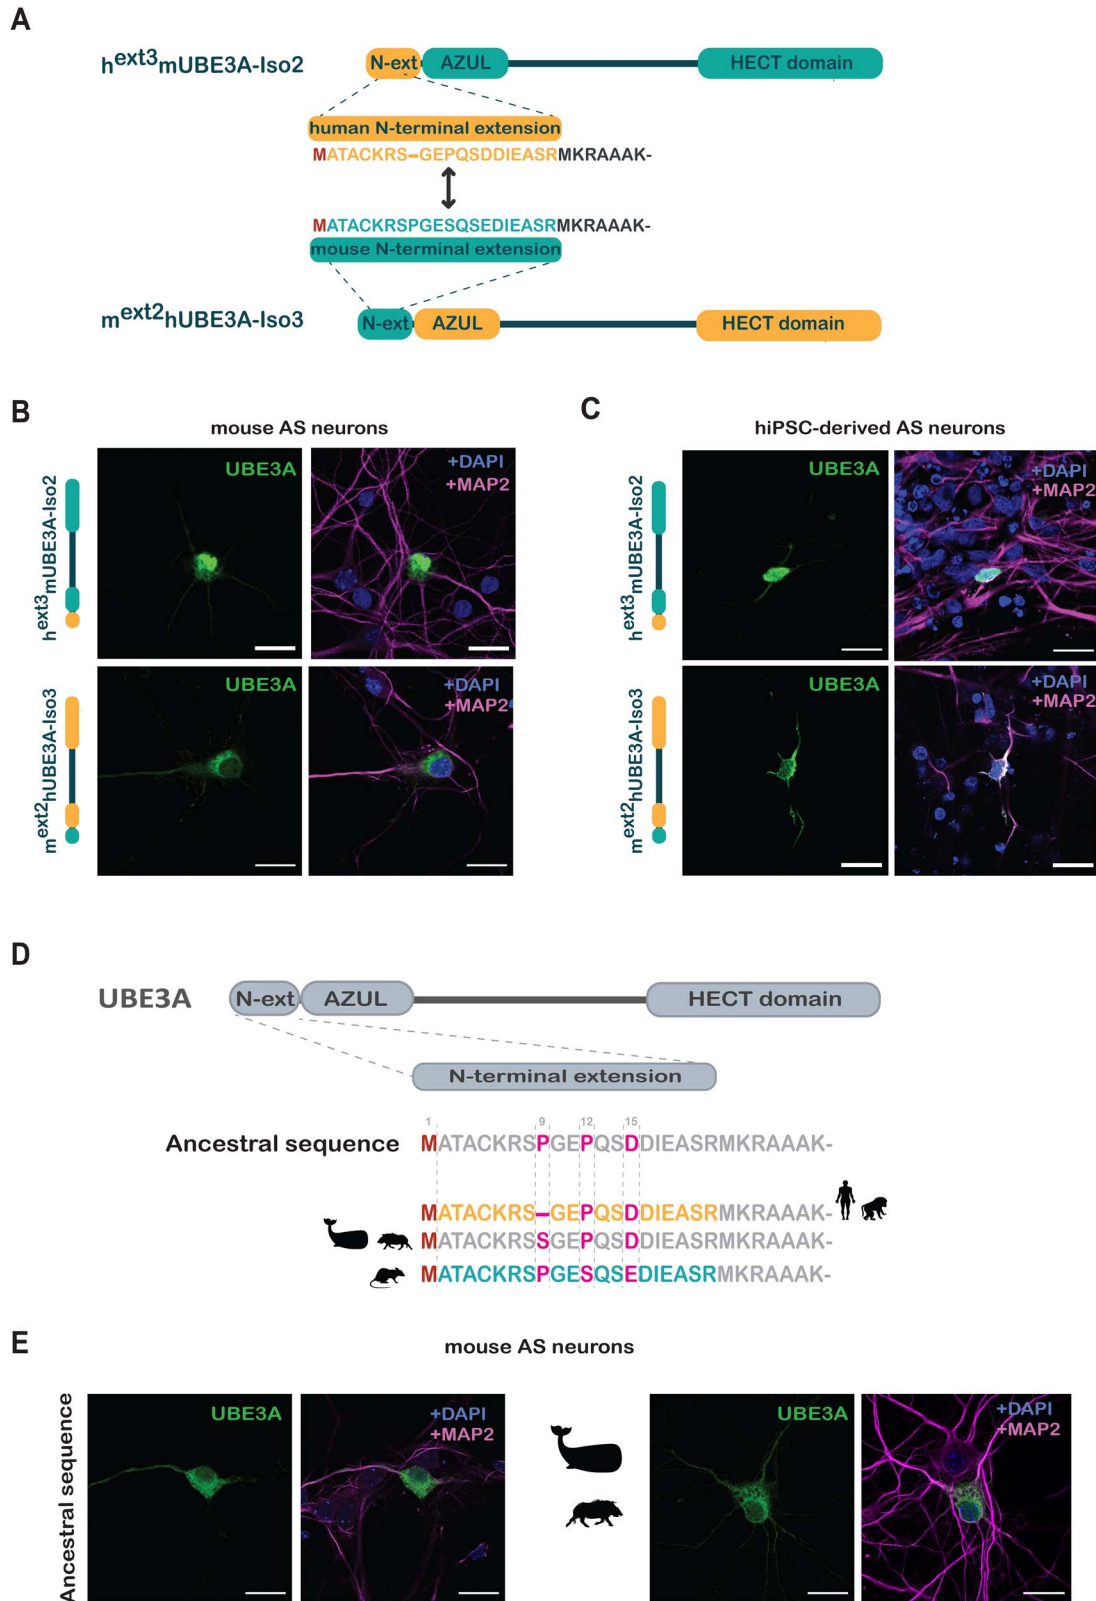 A
hext3mUBE3A-Iso2
N-ext
AZUL
HECT domain
human N-terminal extension
MATACKRS–GEPQSDDIEASRMKRAAAK-
MATACKRSPGESQSEDIEASRMKRAAAK-
mouse N-terminal extension
mext2hUBE3A-Iso3
N-ext
AZUL
HECT domain
B
mouse AS neurons
hext3mUBE3A-Iso2
UBE3A
+DAPI
+MAP2
mext2hUBE3A-Iso3
UBE3A
+DAPI
+MAP2
C
hiPSC-derived AS neurons
hext3mUBE3A-Iso2
UBE3A
+DAPI
+MAP2
mext2hUBE3A-Iso3
UBE3A
+DAPI
+MAP2
D
UBE3A
N-ext
AZUL
HECT domain
N-terminal extension
1 9 12 15
Ancestral sequence MATACKRSPGEPQSDDIEASRMKRAAAK-
MATACKRS–GEPQSDDIEASRMKRAAAK-
MATACKRSSGEPQSDDIEASRMKRAAAK-
MATACKRSPGESQSEDIEASRMKRAAAK-
E
mouse AS neurons
Ancestral sequence
UBE3A
+DAPI
+MAP2
UBE3A
+DAPI
+MAP2